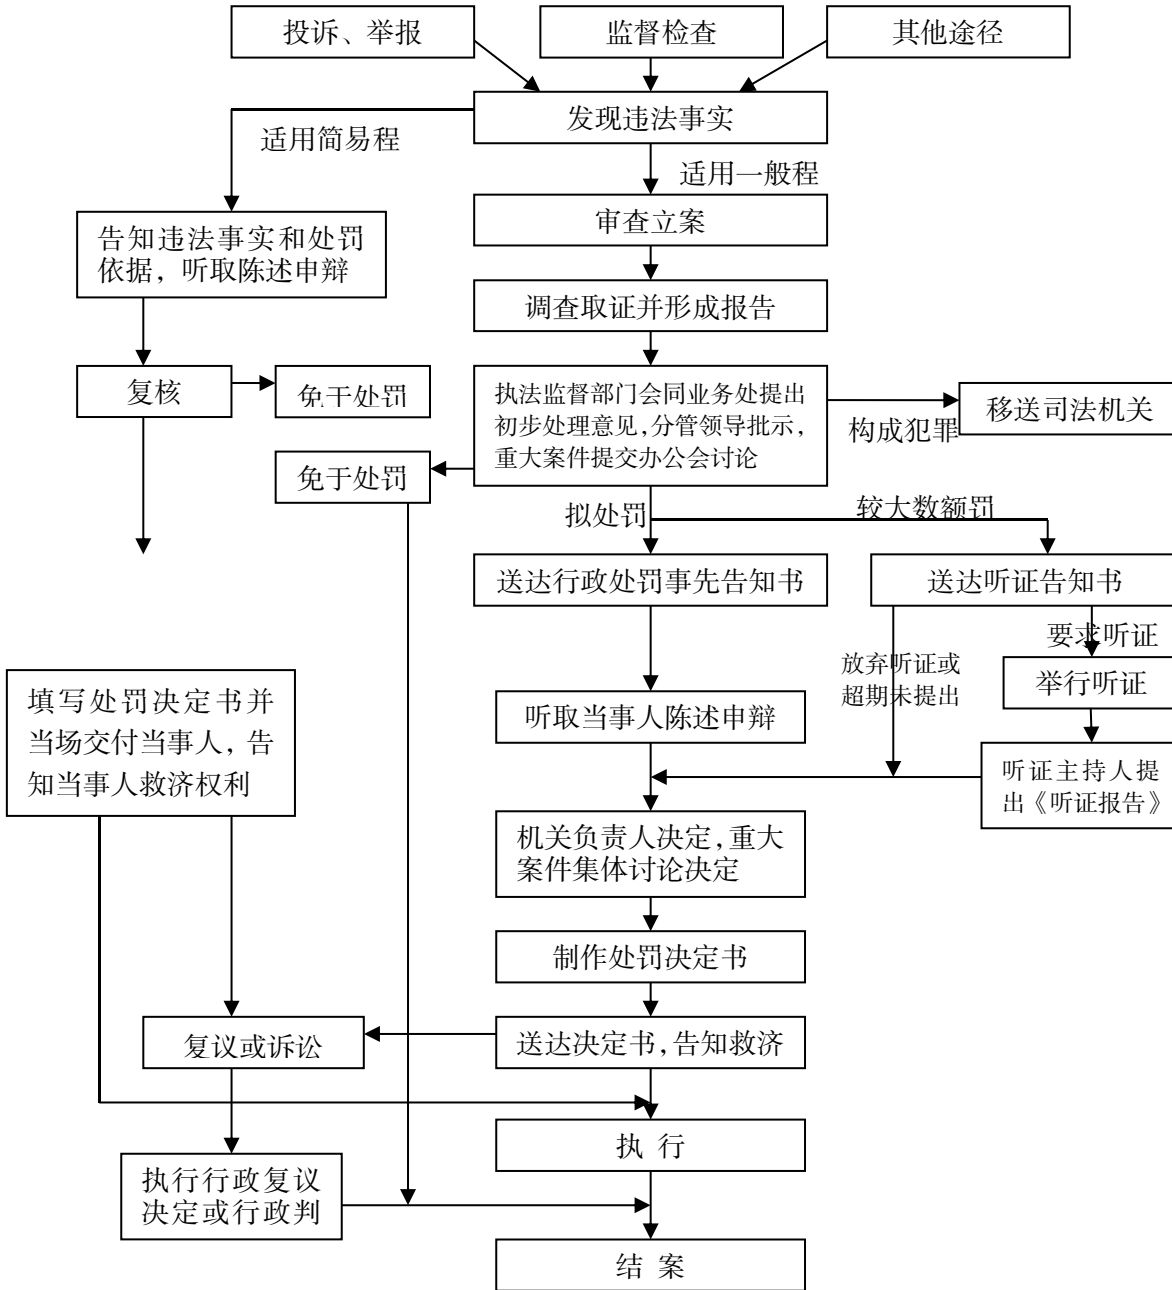 投诉、举报
监督检查
其他途径
发现违法事实
适用简易程
适用一般程
审查立案
告知违法事实和处罚
依据，听取陈述申辩
调查取证并形成报告
复核
免于处罚
执法监督部门会同业务处提出
初步处理意见，分管领导批示，
重大案件提交办公会讨论
移送司法机关
构成犯罪
免于处罚
拟处罚
较大数额罚
送达行政处罚事先告知书
送达听证告知书
要求听证
放弃听证或
超期未提出
举行听证
填写处罚决定书并
当场交付当事人，告
知当事人救济权利
听取当事人陈述申辩
听证主持人提
出《听证报告》
机关负责人决定，重大
案件集体讨论决定
制作处罚决定书
复议或诉讼
送达决定书，告知救济
执 行
执行行政复议
决定或行政判
结 案